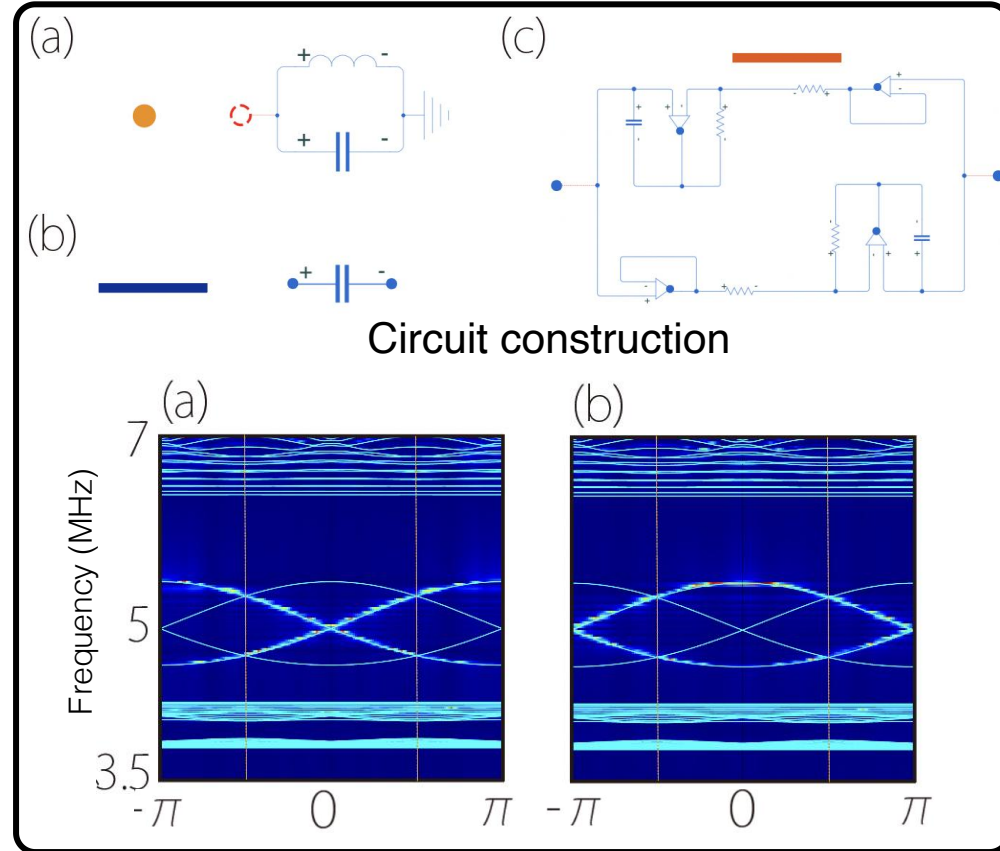 (a)
+ -
+ -
(b)
+ -
(c)
+ - + - - + + -
- + - +
- + + - - + - +
Circuit construction
(a)
(b)
Frequency (MHz)
7
5
3.5
-π 0 π
-π 0 π